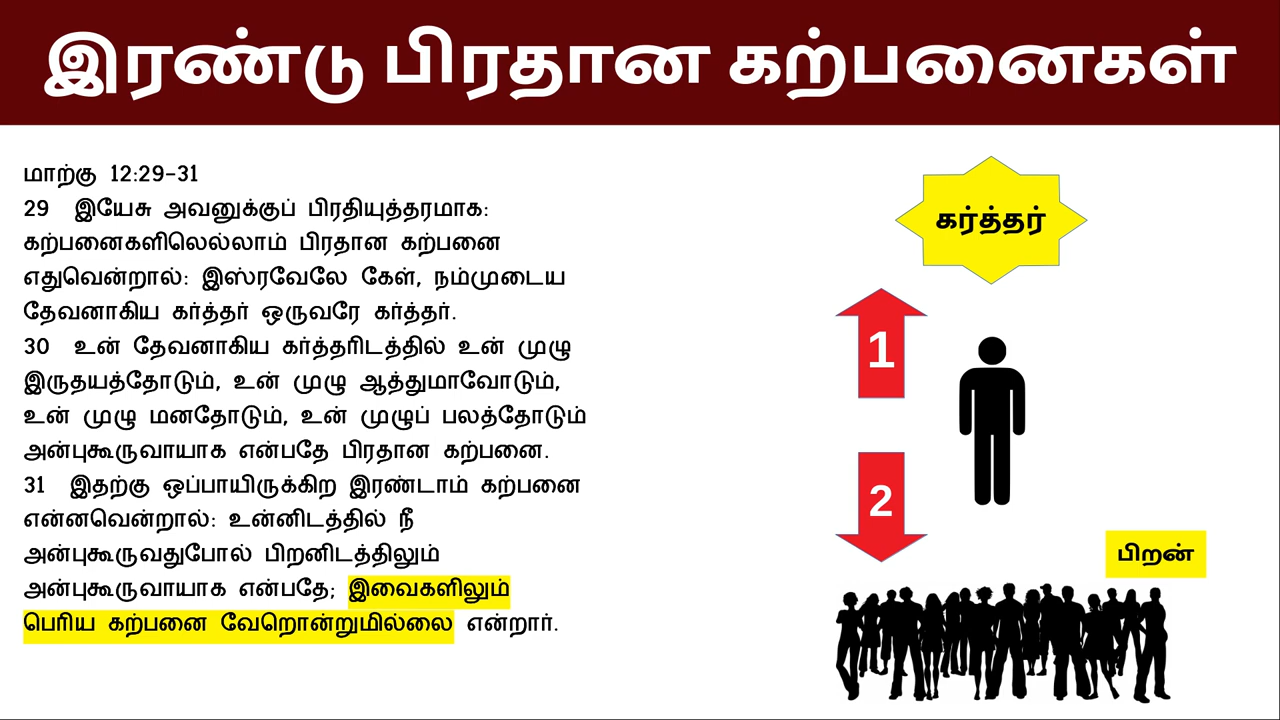 இரண்டு பிரதான கற்பனைகள்
மாற்கு 12:29-31
29 இயேசு அவனுக்குப் பிரதியுத்தரமாக:
கற்பனைகளிலெல்லாம் பிரதான கற்பனை
எதுவென்றால்: இஸ்ரவேலே கேள், நம்முடைய
தேவனாகிய கர்த்தர் ஒருவரே கர்த்தர்.
30 உன் தேவனாகிய கர்த்தரிடத்தில் உன் முழு
இருதயத்தோடும், உன் முழு ஆத்துமாவோடும்,
உன் முழு மனதோடும், உன் முழுப் பலத்தோடும்
அன்புகூருவாயாக என்பதே பிரதான கற்பனை.
31 இதற்கு ஒப்பாயிருக்கிற இரண்டாம் கற்பனை
என்னவென்றால்: உன்னிடத்தில் நீ
அன்புகூருவதுபோல் பிறனிடத்திலும்
அன்புகூருவாயாக என்பதே; இவைகளிலும்
பெரிய கற்பனை வேறொன்றுமில்லை என்றார்.
கர்த்தர்
1
2
பிறன்